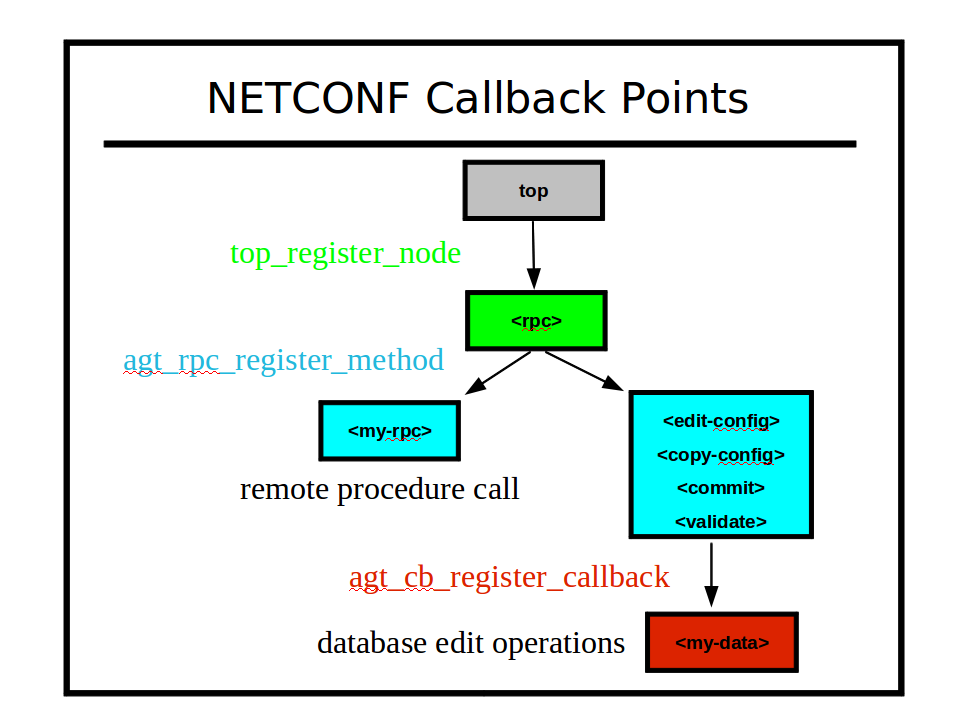 NETCONF Callback Points
top
top_register_node
<rpc>
agt_rpc_register_method
<my-rpc>
<edit-config>
<copy-config>
<commit>
<validate>
remote procedure call
agt_cb_register_callback
database edit operations
<my-data>